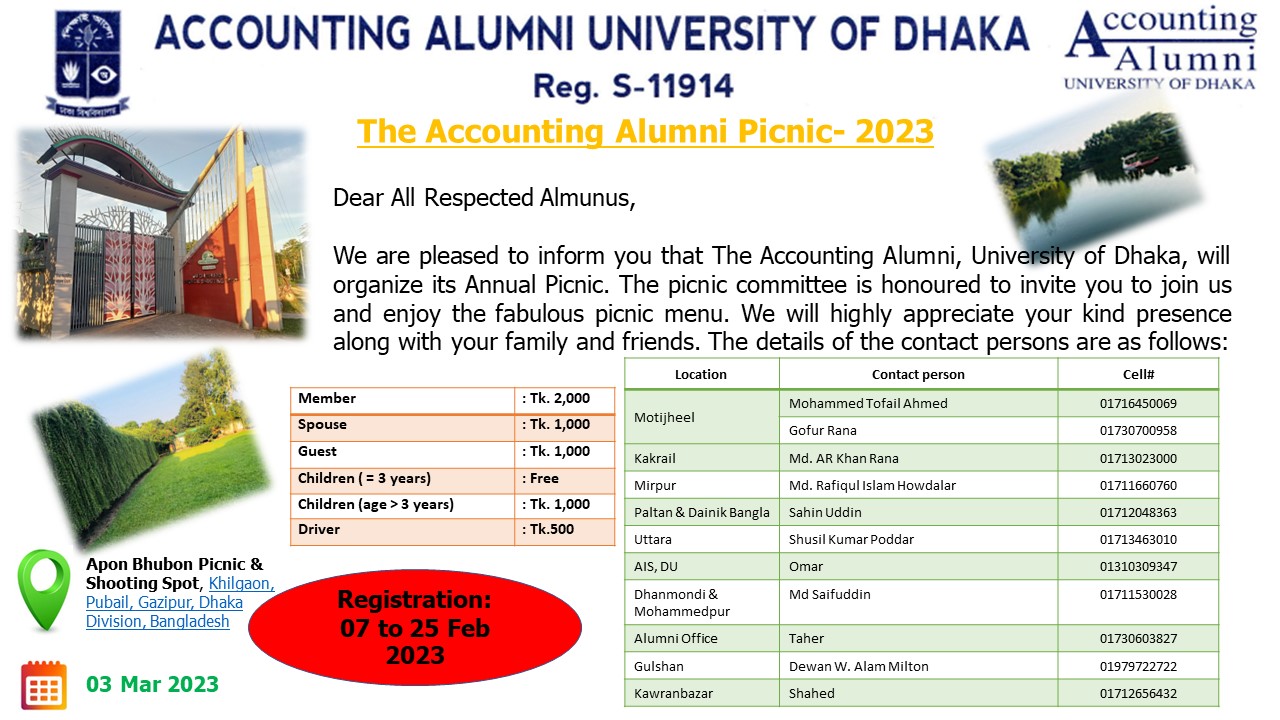 ACCOUNTING ALUMNI UNIVERSITY OF DHAKA
Reg. S-11914
Accounting
Alumni
UNIVERSITY OF DHAKA
ঢাকা বিশ্ববিদ্যালয়
The Accounting Alumni Picnic- 2023
Dear All Respected Almunus,
We are pleased to inform you that The Accounting Alumni, University of Dhaka, will
organize its Annual Picnic. The picnic committee is honoured to invite you to join us
and enjoy the fabulous picnic menu. We will highly appreciate your kind presence
along with your family and friends. The details of the contact persons are as follows:
Member : Tk. 2,000
Spouse : Tk. 1,000
Guest : Tk. 1,000
Children ( = 3 years) : Free
Children (age > 3 years) : Tk. 1,000
Driver : Tk.500
Location Contact person Cell#
Motijheel Mohammed Tofail Ahmed 01716450069
Gofur Rana 01730700958
Kakrail Md. AR Khan Rana 01713023000
Mirpur Md. Rafiqul Islam Howdalar 01711660760
Paltan & Dainik Bangla Sahin Uddin 01712048363
Uttara Shusil Kumar Poddar 01713463010
AIS, DU Omar 01310309347
Dhanmondi & Md Saifuddin 01711530028
Mohammedpur
Alumni Office Taher 01730603827
Gulshan Dewan W. Alam Milton 01979722722
Kawranbazar Shahed 01712656432
Apon Bhubon Picnic &
Shooting Spot, Khilgaon,
Pubail, Gazipur, Dhaka
Division, Bangladesh
Registration:
07 to 25 Feb
2023
03 Mar 2023